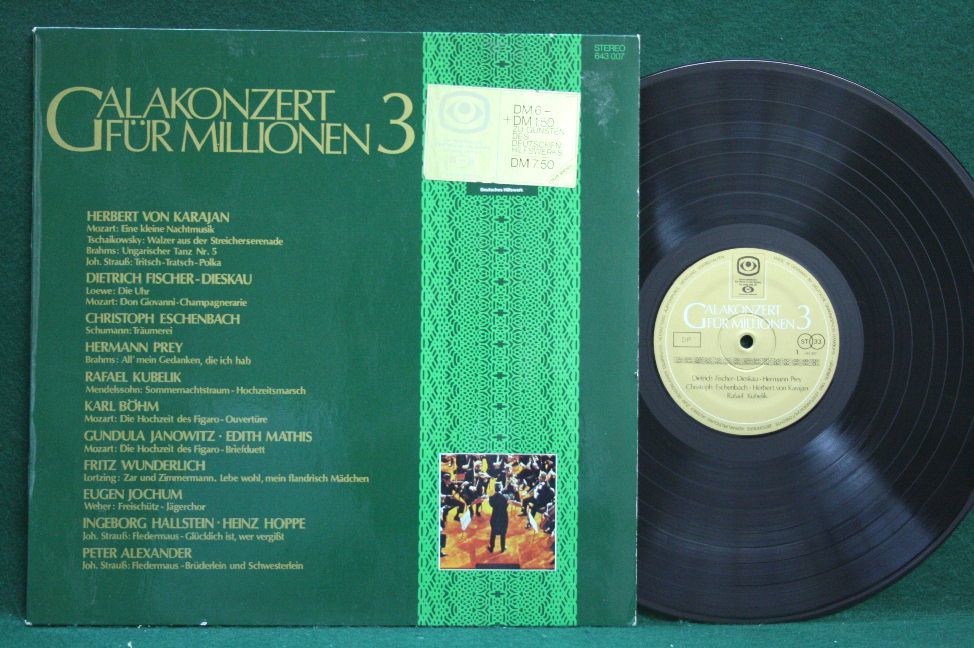 GALAKONZERT
FÜR MILLIONEN 3
STEREO
643 007
DM 6.-
+ DM 1.50
ZU GUNSTEN
DES
DEUTSCHEN
HILFSWERKS
DM 7.50
Deutsches Hilfswerk
HERBERT VON KARAJAN
Mozart: Eine kleine Nachtmusik
Tschaikowsky: Walzer aus der Streicherserenade
Brahms: Ungarischer Tanz Nr. 5
Joh. Strauß: Tritsch-Tratsch-Polka
DIETRICH FISCHER-DIESKAU
Loewe: Die Uhr
Mozart: Don Giovanni-Champagnerarie
CHRISTOPH ESCHENBACH
Schumann: Träumerei
HERMANN PREY
Brahms: All' mein Gedanken, die ich hab
RAFAEL KUBELIK
Mendelssohn: Sommernachtstraum-Hochzeitsmarsch
KARL BÖHM
Mozart: Die Hochzeit des Figaro-Ouvertüre
GUNDULA JANOWITZ · EDITH MATHIS
Mozart: Die Hochzeit des Figaro-Briefduett
FRITZ WUNDERLICH
Lortzing: Zar und Zimmermann. Lebe wohl, mein flandrisch Mädchen
EUGEN JOCHUM
Weber: Freischütz-Jägerchor
INGEBORG HALLSTEIN · HEINZ HOPPE
Joh. Strauß: Fledermaus-Glücklich ist, wer vergißt
PETER ALEXANDER
Joh. Strauß: Fledermaus-Brüderlein und Schwesterlein
GALAKONZERT
FÜR MILLIONEN 3
ST 33
1
Dietrich Fischer-Dieskau - Hermann Prey
Christoph Eschenbach - Herbert von Karajan
Rafael Kubelik